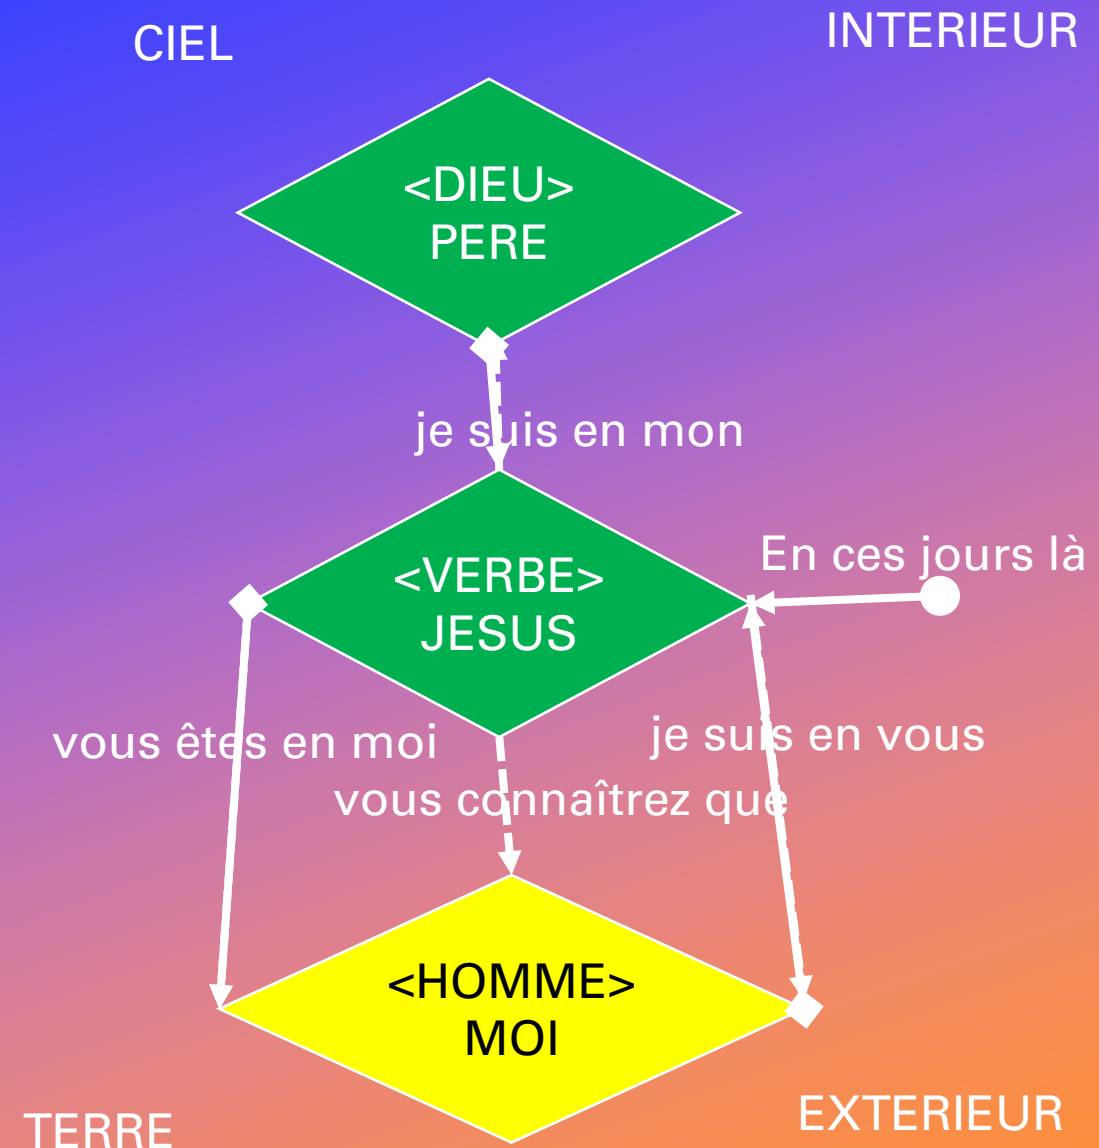 CIEL
INTERIEUR
<DIEU>
PERE
je suis en mon
En ces jours là
<VERBE>
JESUS
vous êtes en moi
je suis en vous
vous connaîtrez que
<HOMME>
MOI
TERRE
EXTERIEUR